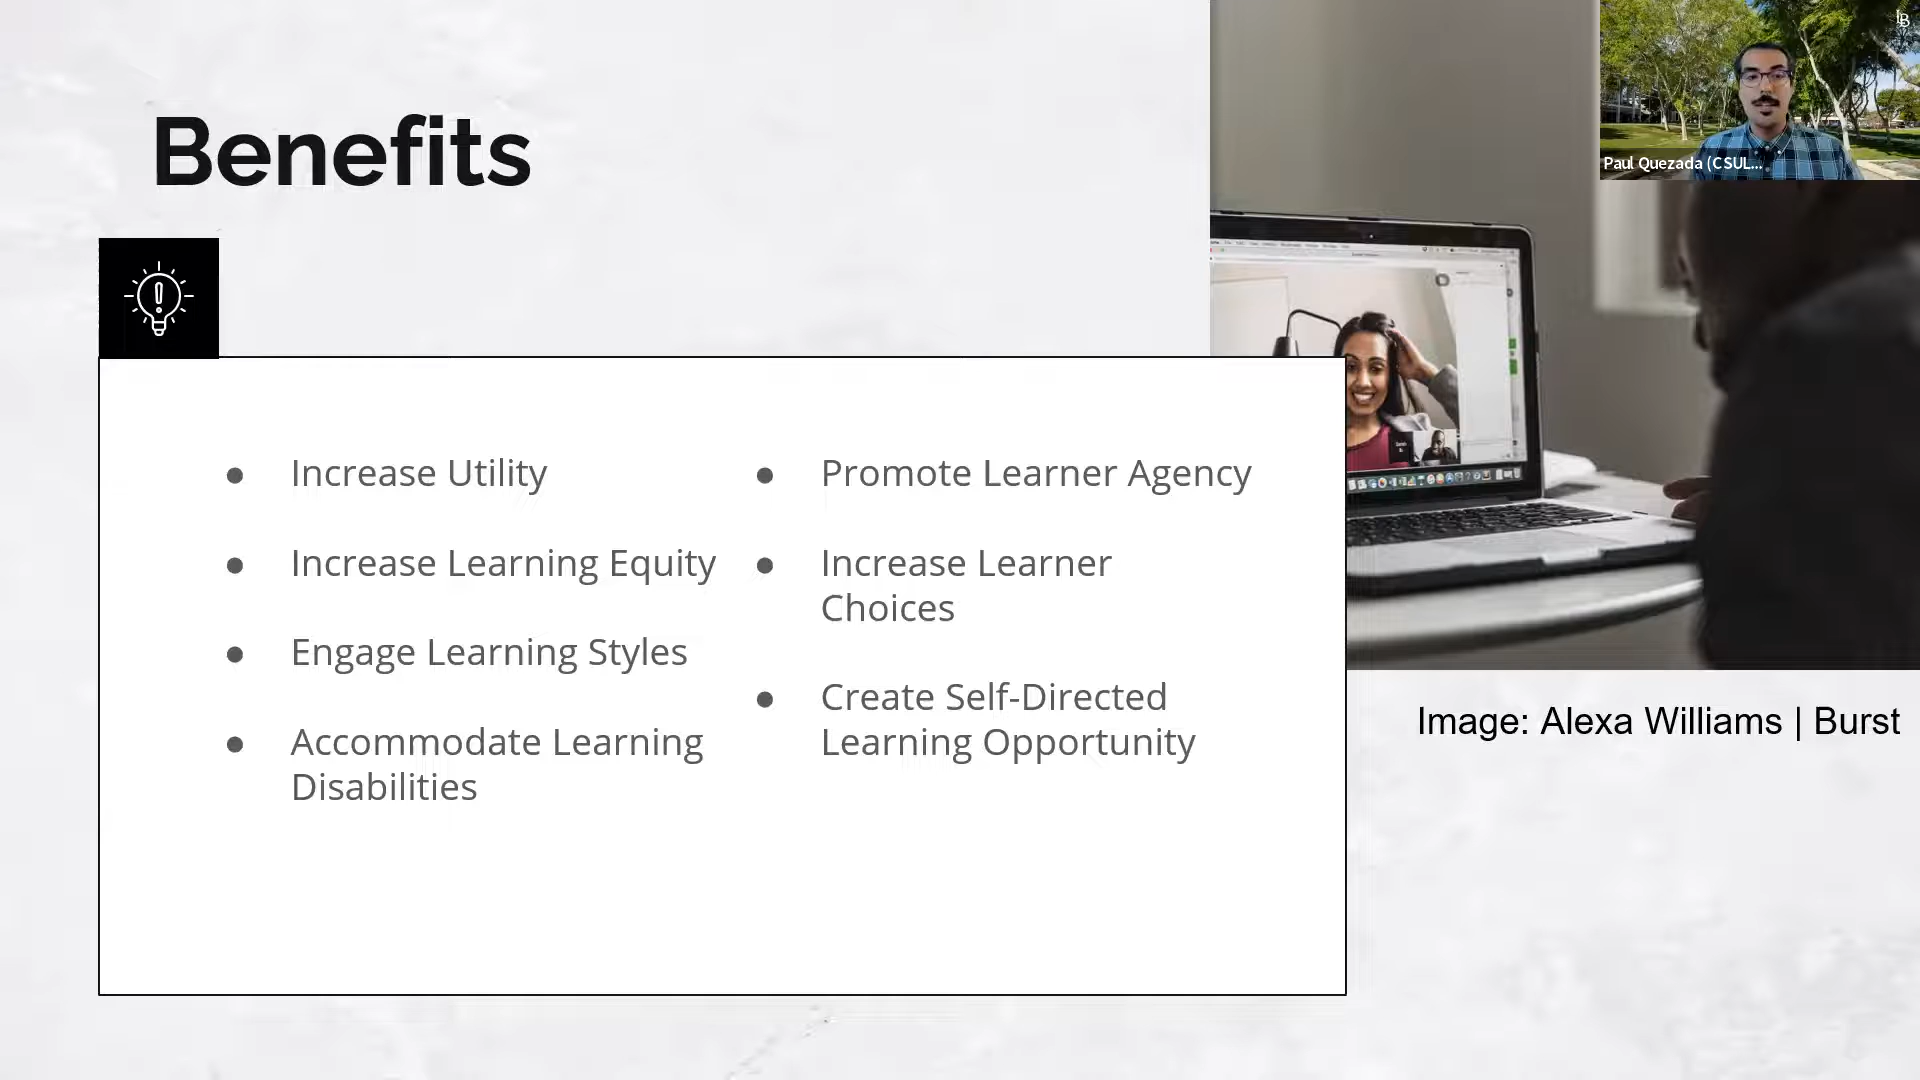 Benefits
Increase Utility
Increase Learning Equity
Engage Learning Styles
Accommodate Learning
Disabilities
Promote Learner Agency
Increase Learner
Choices
Create Self-Directed
Learning Opportunity
Paul Quezada (CSUL...
Image: Alexa Williams | Burst